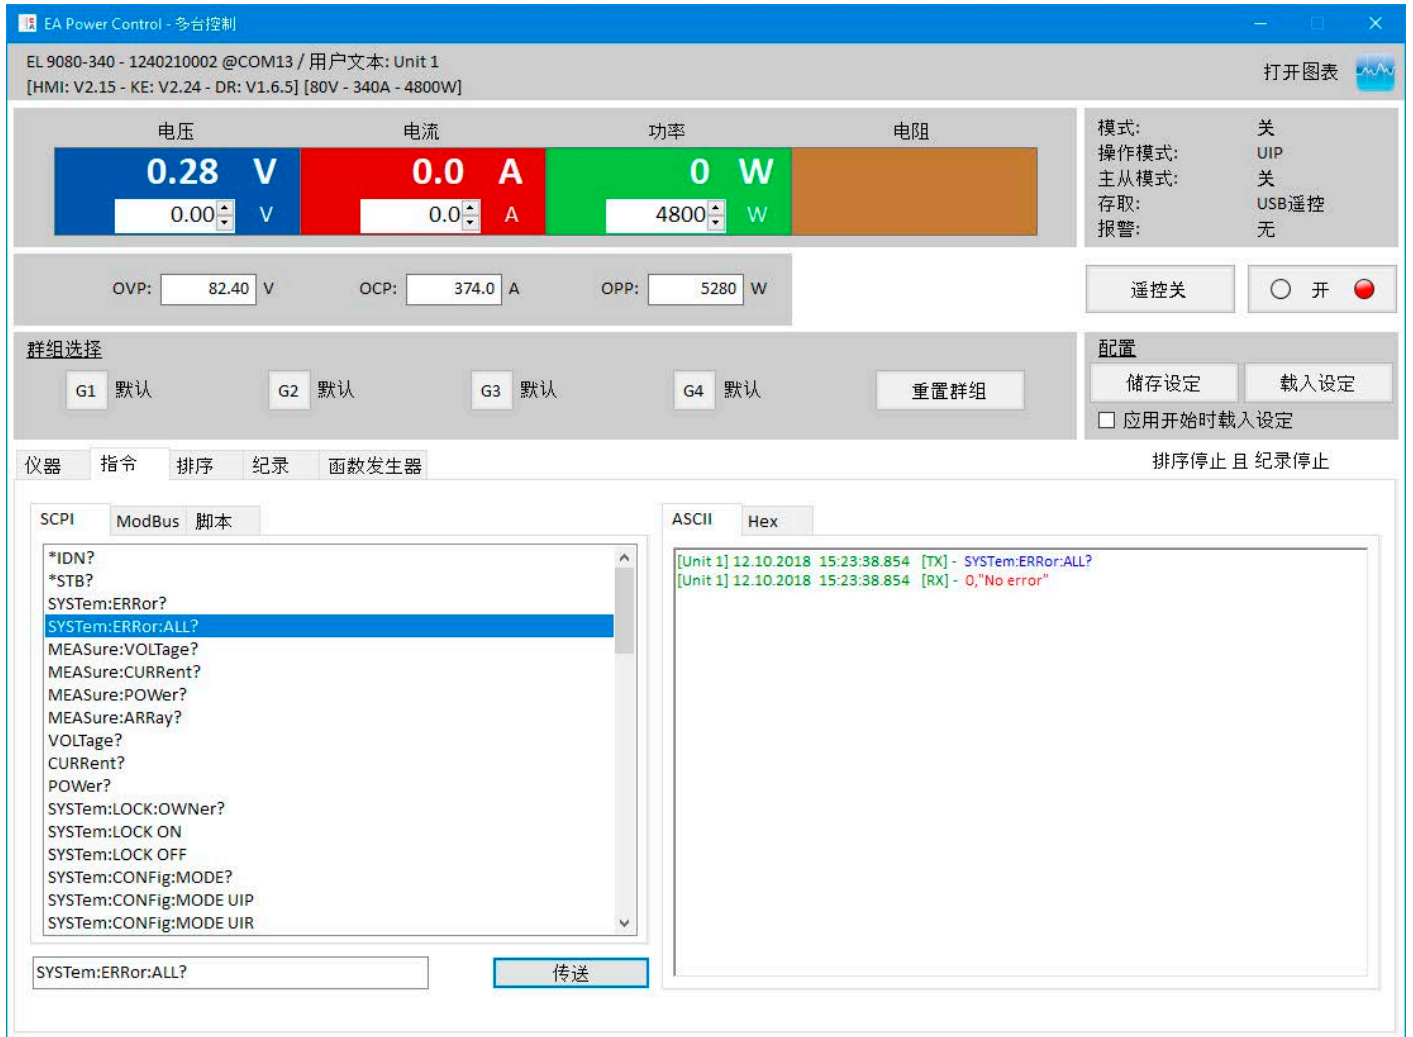 EA Power Control - 多台控制
EL 9080-340 - 1240210002 @COM13 / 用户文本: Unit 1
[HMI: V2.15 - KE: V2.24 - DR: V1.6.5] [80V - 340A - 4800W]
打开图表
电压 电流 功率 电阻
0.28 V 0.0 A 0 W
0.00 V 0.0 A 4800 W
模式: 关
操作模式: UIP
主从模式: 关
存取: USB遥控
报警: 无
OVP: 82.40 V OCP: 374.0 A OPP: 5280 W
遥控关 开
群组选择
G1 默认 G2 默认 G3 默认 G4 默认 重置群组
配置
储存设定 载入设定
应用开始时载入设定
仪器 指令 排序 纪录 函数发生器
排序停止 且 纪录停止
SCPI ModBus 脚本
*IDN?
*STB?
SYSTem:ERRor?
SYSTem:ERRor:ALL?
MEASure:VOLTage?
MEASure:CURRent?
MEASure:POWer?
MEASure:ARRay?
VOLTage?
CURRent?
POWer?
SYSTem:LOCK:OWNer?
SYSTem:LOCK ON
SYSTem:LOCK OFF
SYSTem:CONFig:MODE?
SYSTem:CONFig:MODE UIP
SYSTem:CONFig:MODE UIR
SYSTem:ERRor:ALL? 传送
ASCII Hex
[Unit 1] 12.10.2018 15:23:38.854 [TX] - SYSTem:ERRor:ALL?
[Unit 1] 12.10.2018 15:23:38.854 [RX] - 0,"No error"